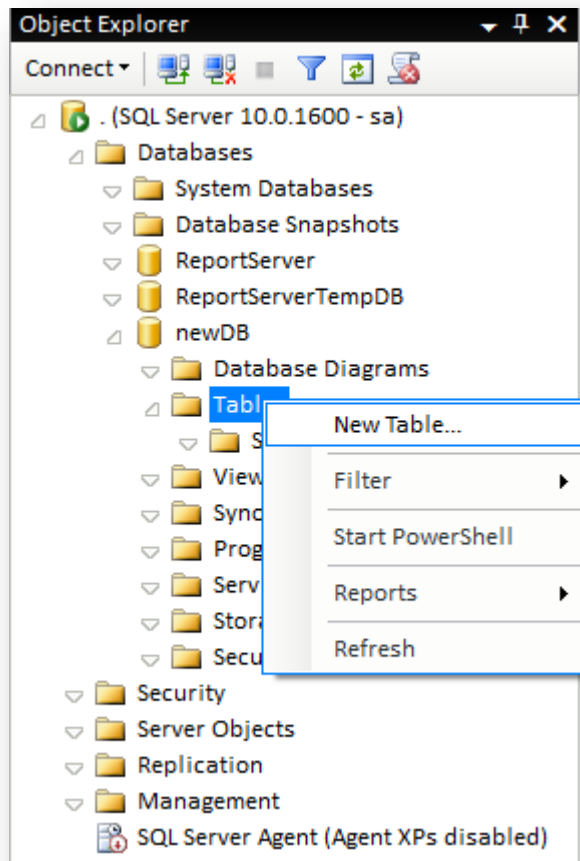 Object Explorer
Connect
. (SQL Server 10.0.1600 - sa)
Databases
System Databases
Database Snapshots
ReportServer
ReportServerTempDB
newDB
Database Diagrams
Tabl
New Table...
S
View
Filter
Sync
Prog
Start PowerShell
Serv
Reports
Stora
Secu
Refresh
Security
Server Objects
Replication
Management
SQL Server Agent (Agent XPs disabled)